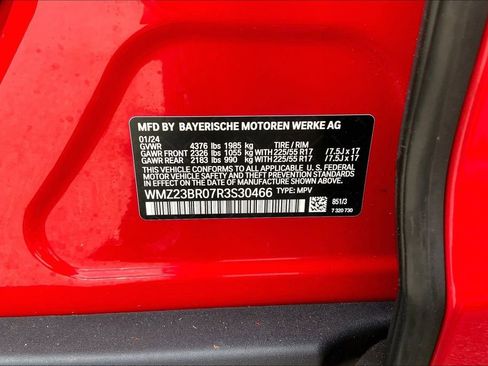 MFD BY BAYERISCHE MOTOREN WERKE AG
01/24
GVWR 4376 lbs 1985 kg TIRE / RIM
GAWR FRONT 2326 lbs 1055 kg WITH 225/55 R17 /7.5J x 17
GAWR REAR 2183 lbs 990 kg WITH 225/55 R17 /7.5J x 17
THIS VEHICLE CONFORMS TO ALL APPLICABLE U. S. FEDERAL
MOTOR VEHICLE SAFETY AND THEFT PREVENTION STANDARDS
IN EFFECT ON THE DATE OF MANUFACTURE SHOWN ABOVE.
WMZ23BR07R3S30466 TYPE: MPV
851/3
7 320 730